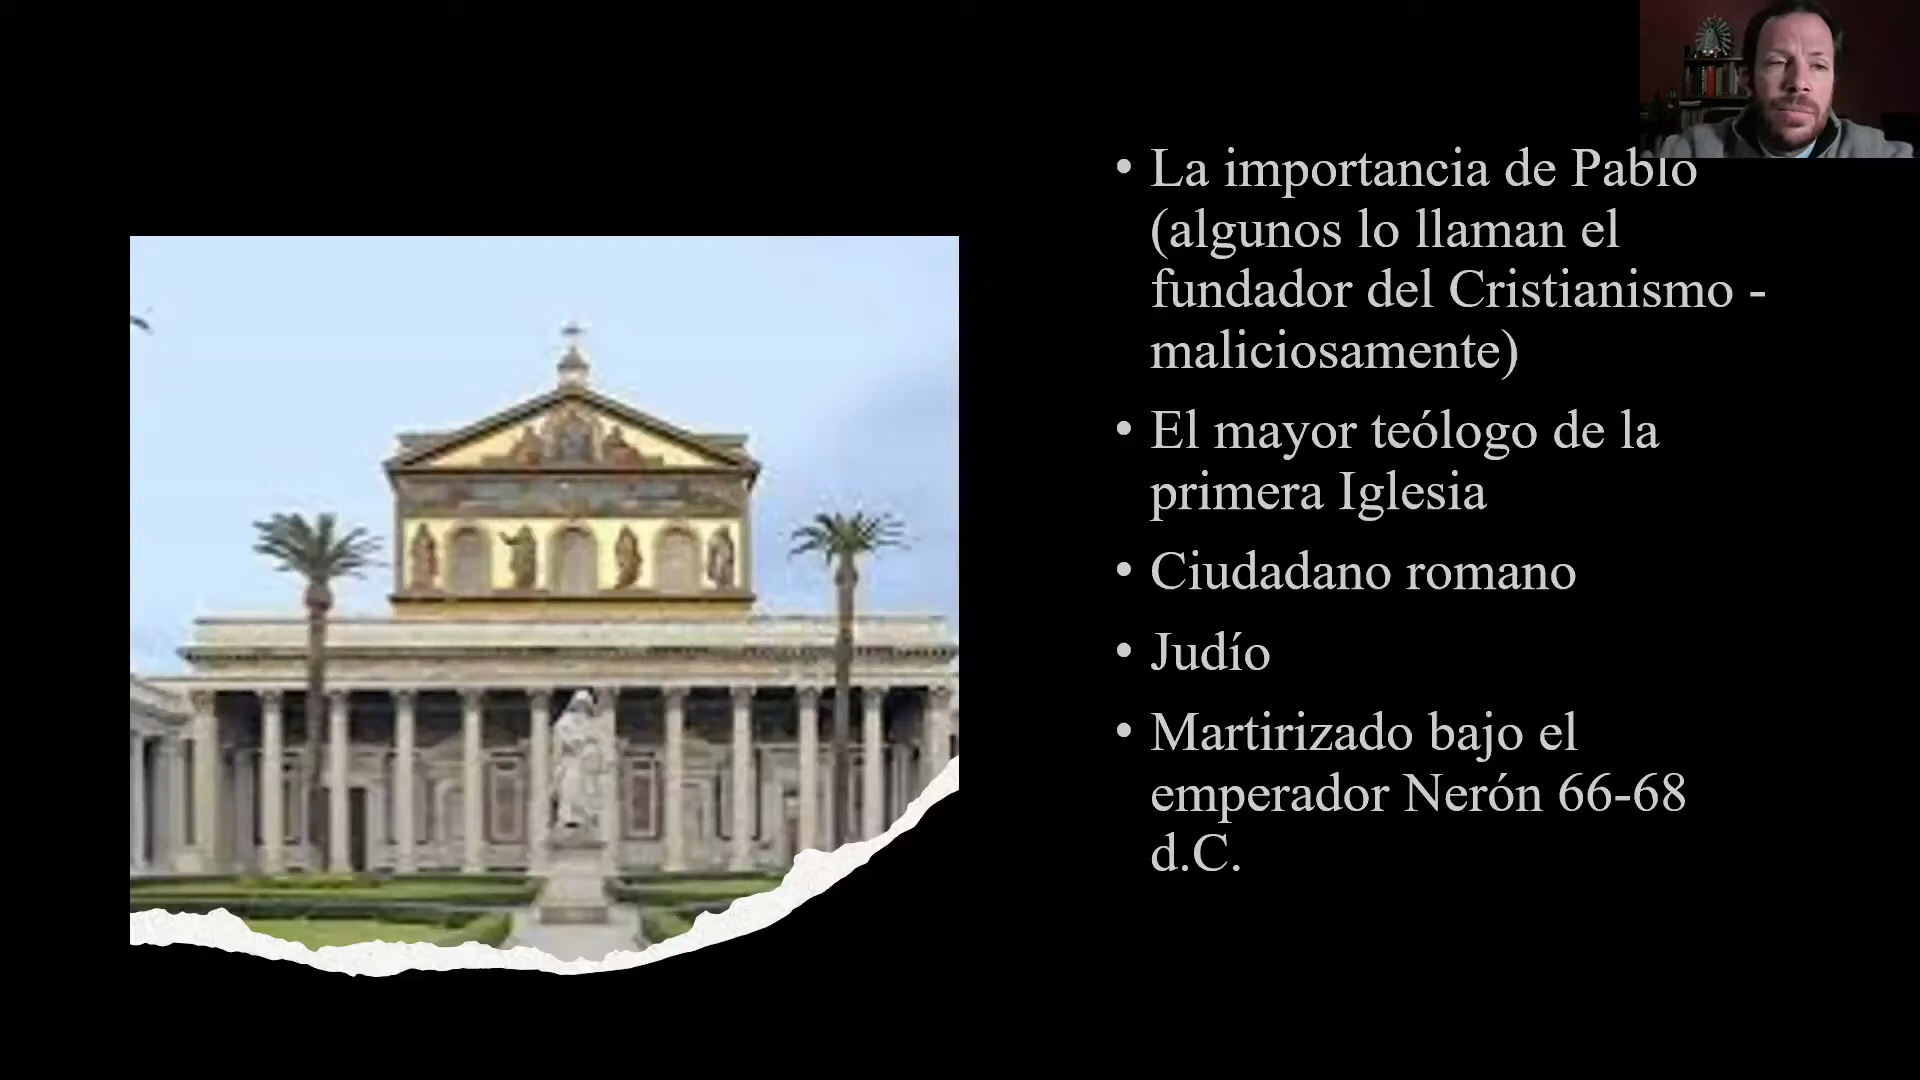 • La importancia de Pablo
(algunos lo llaman el
fundador del Cristianismo -
maliciosamente)
• El mayor teólogo de la
primera Iglesia
• Ciudadano romano
• Judío
• Martirizado bajo el
emperador Nerón 66-68
d.C.